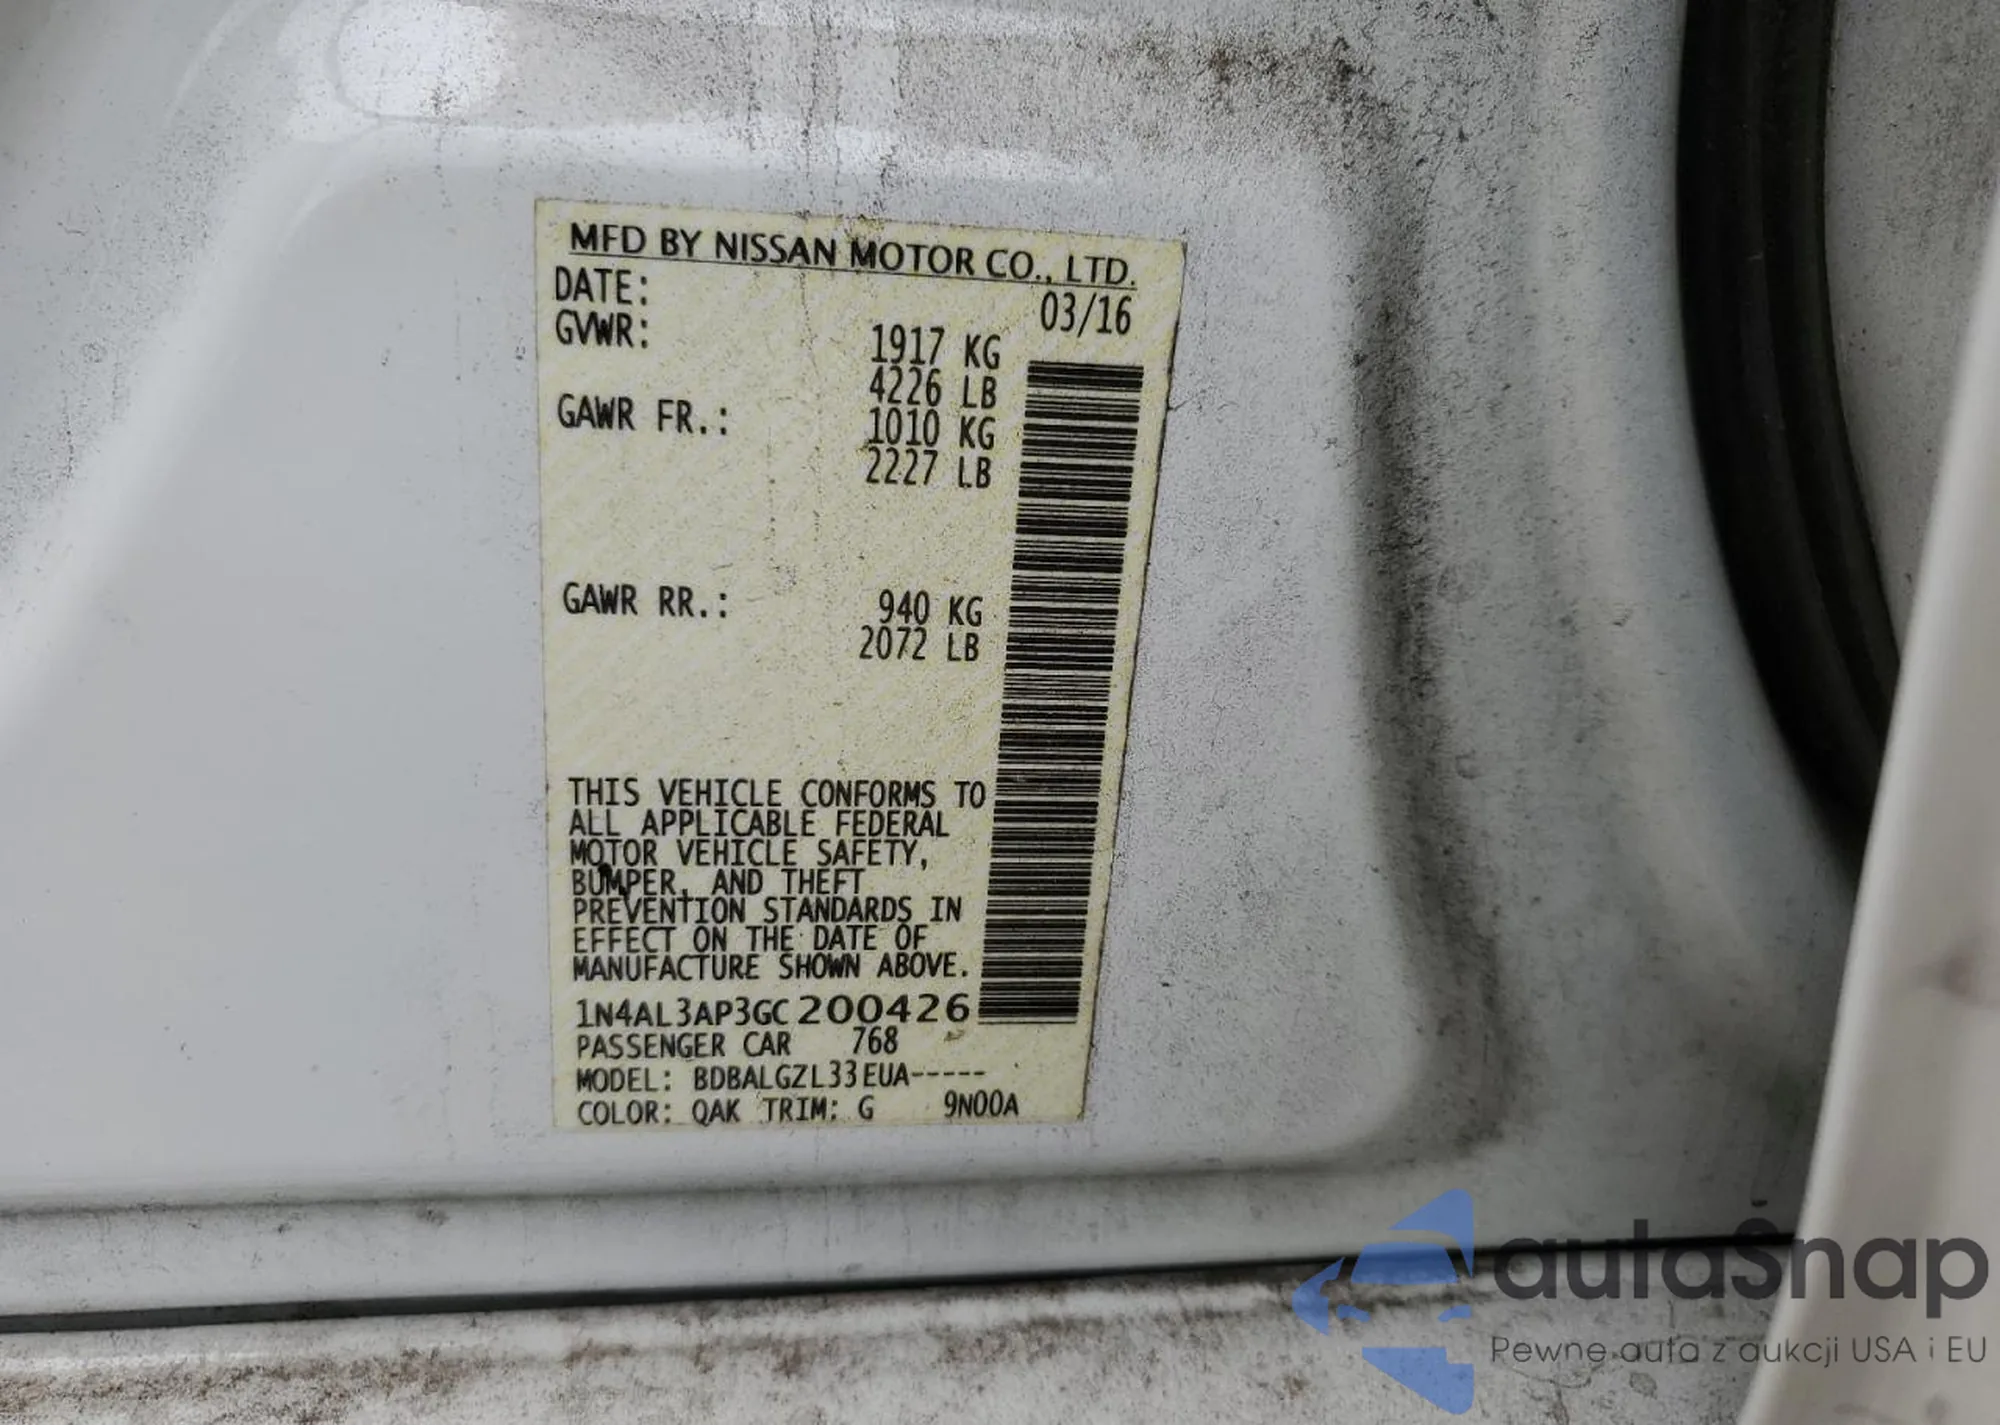 MFD BY NISSAN MOTOR CO., LTD.
DATE: 03/16
GVWR: 1917 KG
4226 LB
GAWR FR.: 1010 KG
2227 LB
GAWR RR.: 940 KG
2072 LB
THIS VEHICLE CONFORMS TO
ALL APPLICABLE FEDERAL
MOTOR VEHICLE SAFETY,
BUMPER, AND THEFT
PREVENTION STANDARDS IN
EFFECT ON THE DATE OF
MANUFACTURE SHOWN ABOVE.
1N4AL3AP3GC200426
PASSENGER CAR 768
MODEL: BDBALGZL33EUA-----
COLOR: QAK TRIM: G 9N00A
autaSnap
Pewne auta z aukcji USA i EU